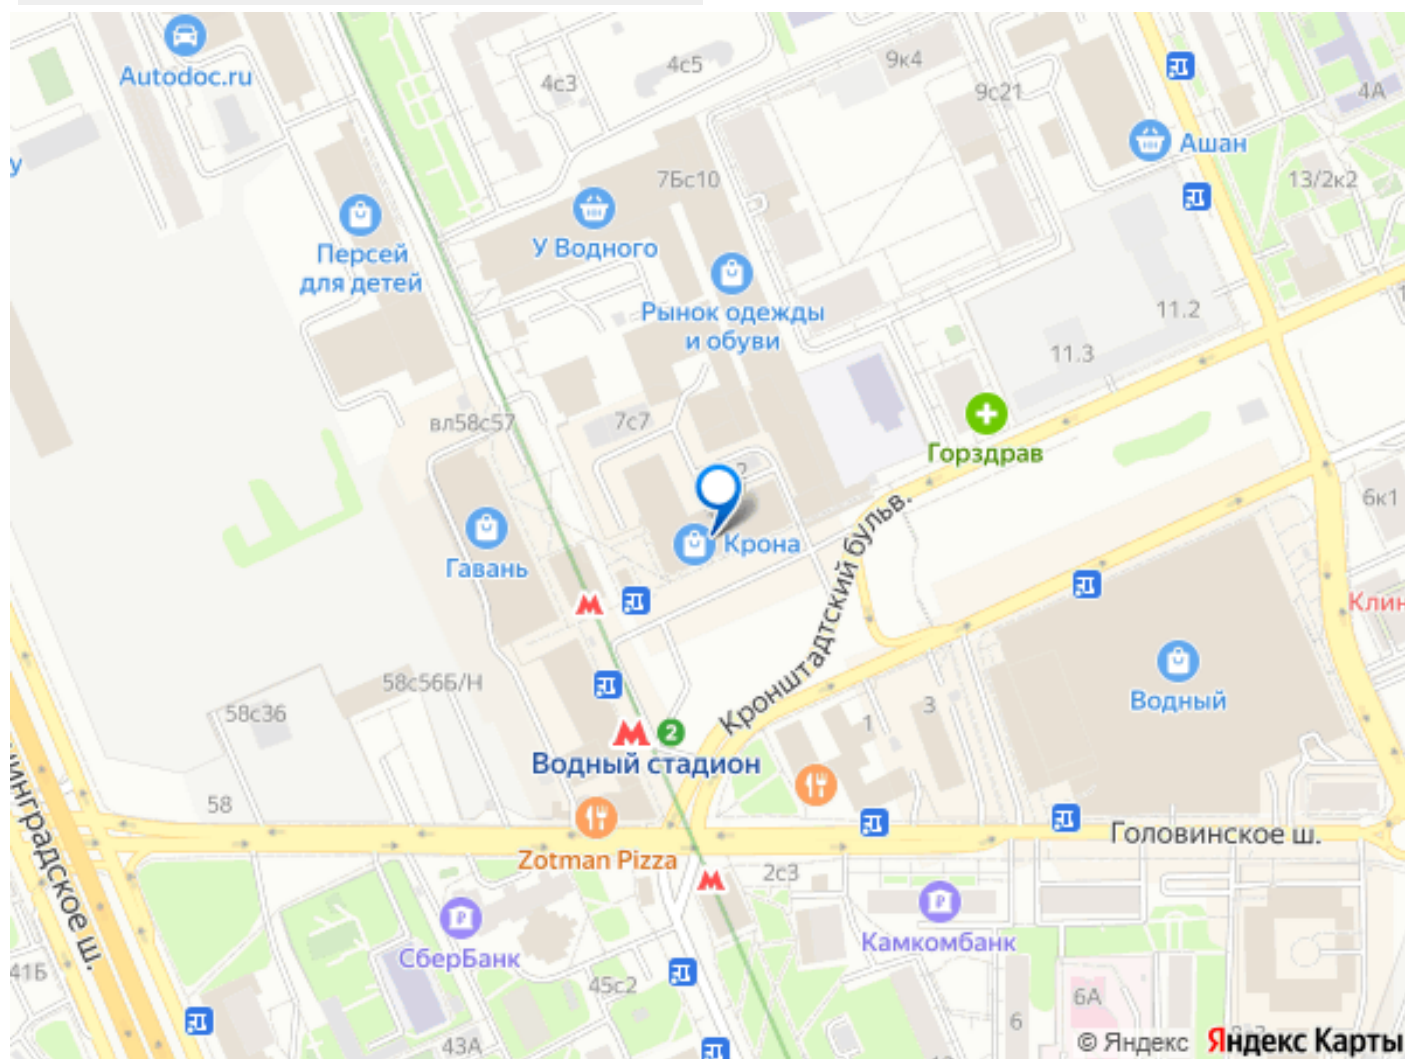 Autodoc.ru
4с3
4с5
9к4
9с21
4А
Ашан
13/2к2
7Бс10
У Водного
Персей
для детей
Рынок одежды
и обуви
11.2
11.3
вл58с57
7с7
Горздрав
2
6к1
Гавань
Крона
Кронштадтский бульв.
Клин
58с56Б/Н
58с36
3
1
Водный
2
Водный стадион
58
Головинское ш.
Zotman Pizza
2с3
Камкомбанк
СберБанк
41Б
45с2
6А
6
43А
© Яндекс
Яндекс Карты